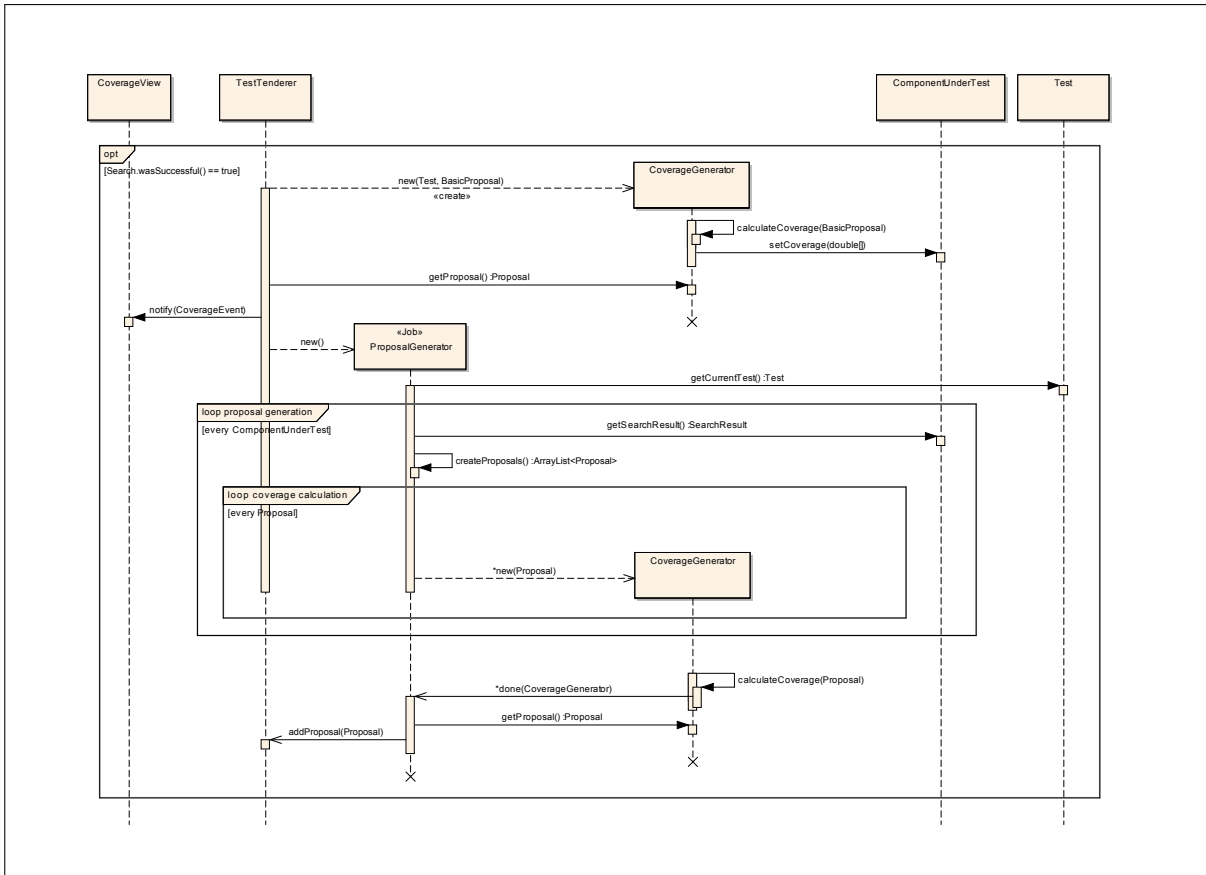 CoverageView
TestTenderer
ComponentUnderTest
Test
opt
[Search.wasSuccessful() == true]
CoverageGenerator
new(Test, BasicProposal)
«create»
calculateCoverage(BasicProposal)
setCoverage(double[])
getProposal() :Proposal
notify(CoverageEvent)
«Job»
ProposalGenerator
new()
getCurrentTest() :Test
loop proposal generation
[every ComponentUnderTest]
getSearchResult() :SearchResult
createProposals() :ArrayList<Proposal>
loop coverage calculation
[every Proposal]
CoverageGenerator
*new(Proposal)
calculateCoverage(Proposal)
*done(CoverageGenerator)
getProposal() :Proposal
addProposal(Proposal)